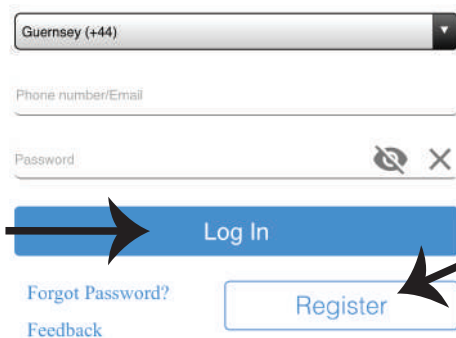 Guernsey (+44)
Phone number/Email
Password
Log In
Forgot Password?
Register
Feedback